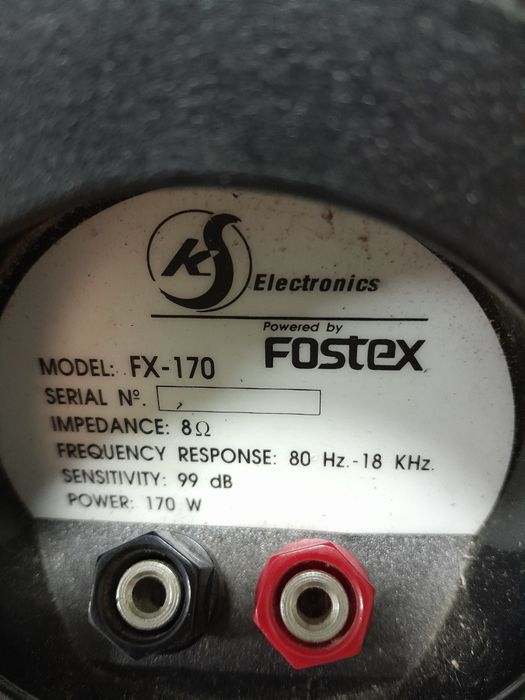 KS
Electronics
Powered by
FOSTEX
MODEL: FX-170
SERIAL Nº.
IMPEDANCE: 8Ω
FREQUENCY RESPONSE: 80 Hz.-18 KHz.
SENSITIVITY: 99 dB
POWER: 170 W